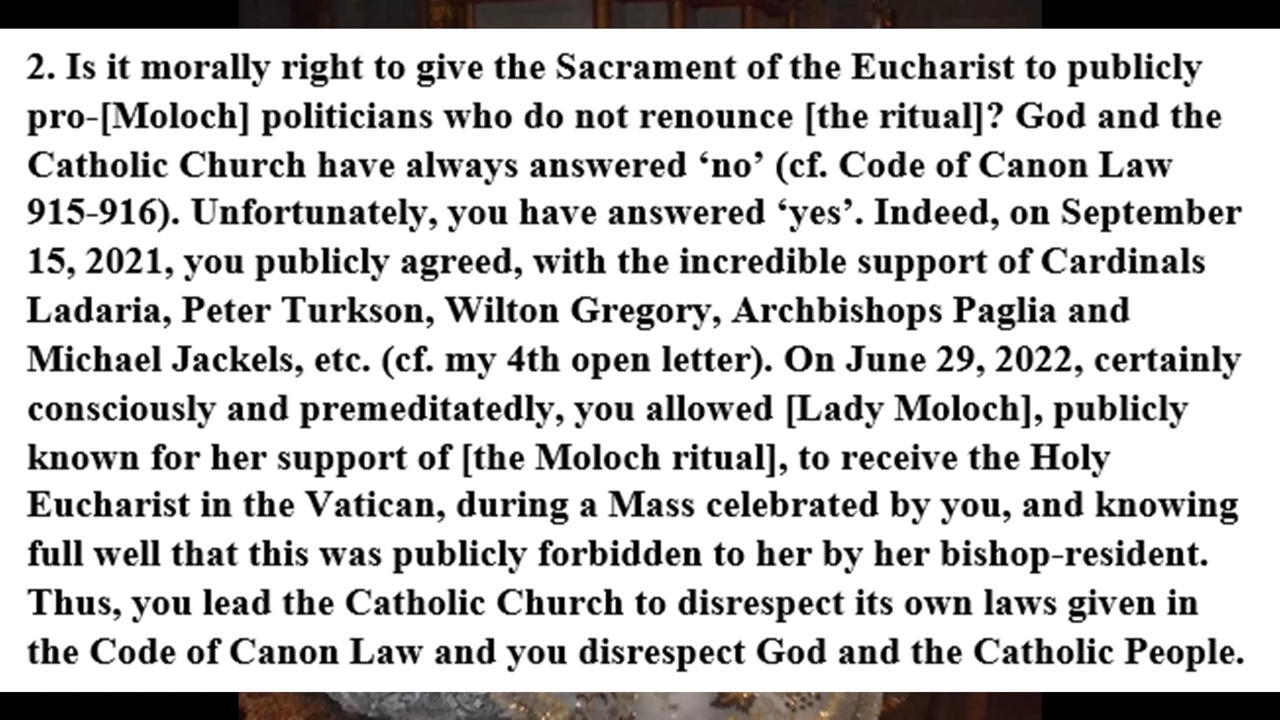 2. Is it morally right to give the Sacrament of the Eucharist to publicly
pro-[Moloch] politicians who do not renounce [the ritual]? God and the
Catholic Church have always answered ‘no’ (cf. Code of Canon Law
915-916). Unfortunately, you have answered ‘yes’. Indeed, on September
15, 2021, you publicly agreed, with the incredible support of Cardinals
Ladaria, Peter Turkson, Wilton Gregory, Archbishops Paglia and
Michael Jackels, etc. (cf. my 4th open letter). On June 29, 2022, certainly
consciously and premeditatedly, you allowed [Lady Moloch], publicly
known for her support of [the Moloch ritual], to receive the Holy
Eucharist in the Vatican, during a Mass celebrated by you, and knowing
full well that this was publicly forbidden to her by her bishop-resident.
Thus, you lead the Catholic Church to disrespect its own laws given in
the Code of Canon Law and you disrespect God and the Catholic People.